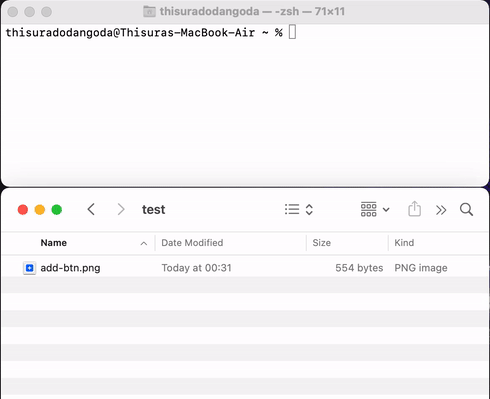 thisuradodangoda — -zsh — 71×11
thisuradodangoda@Thisuras-MacBook-Air ~ %
test
Name Date Modified Size Kind
add-btn.png Today at 00:31 554 bytes PNG image